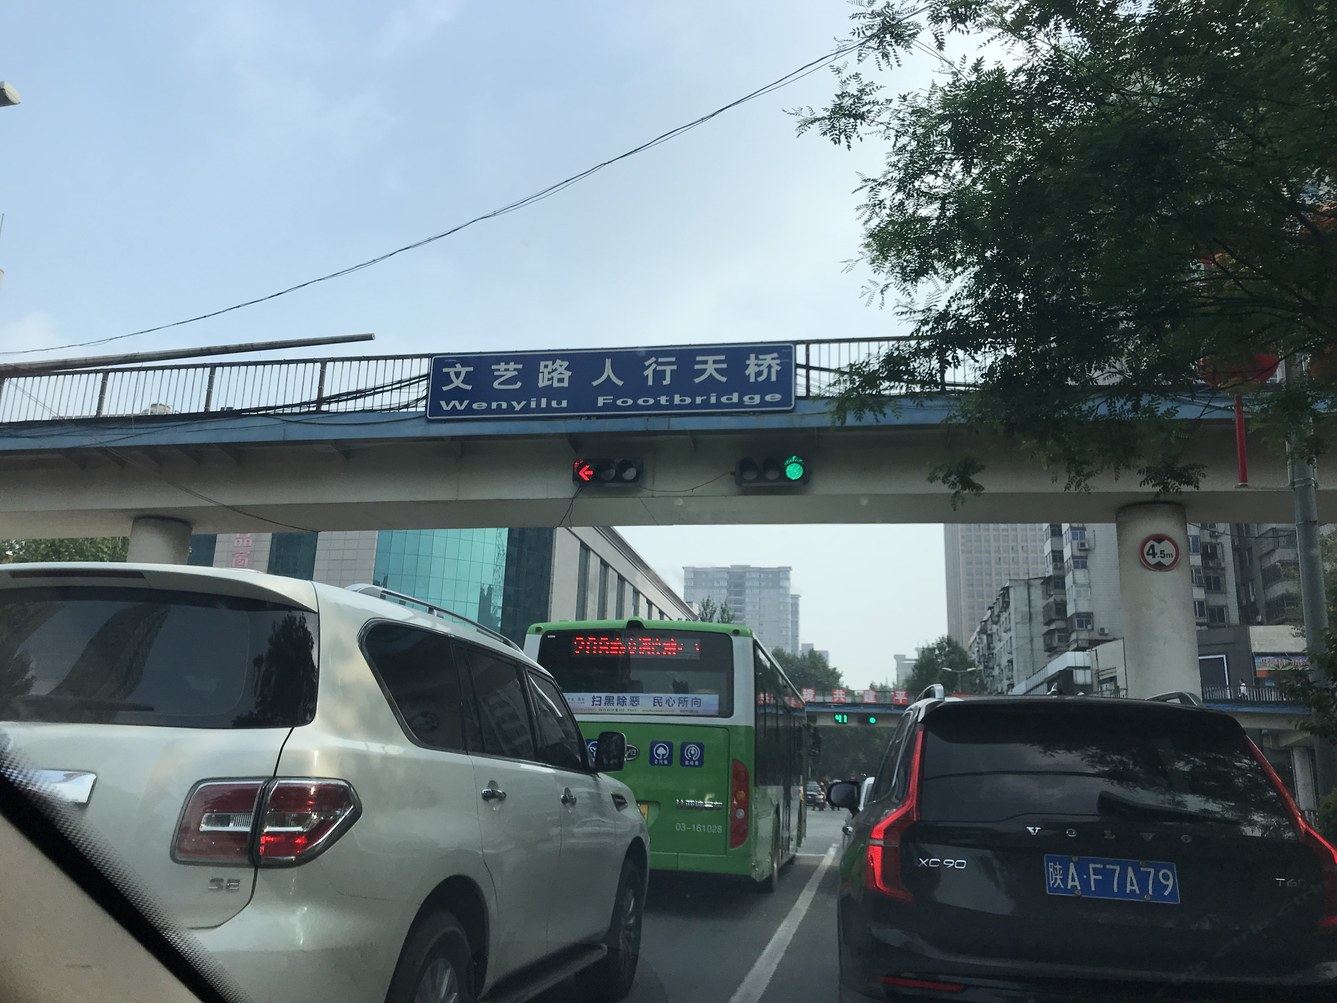 文艺路人行天桥
Wenyilu Footbridge
4.5m
扫黑除恶 民心所向
03-161028
SE
VOLVO
XC90
陕A·F7A79
41